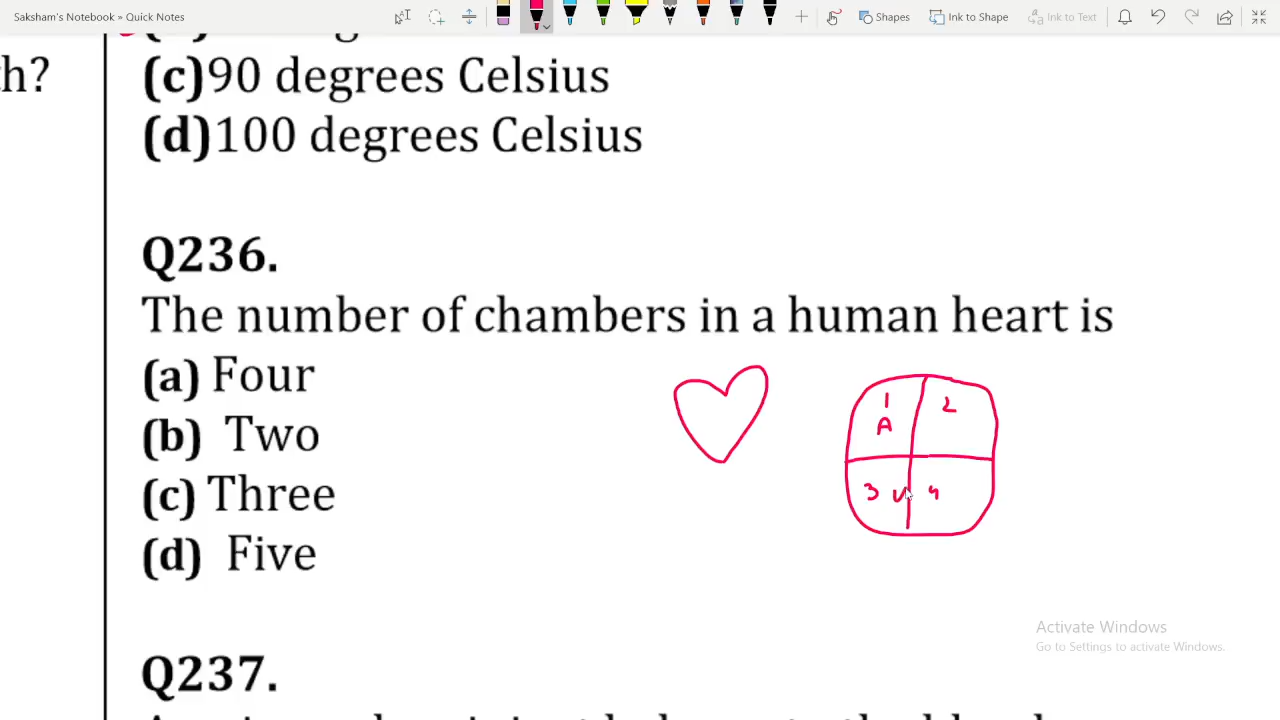 Saksham's Notebook » Quick Notes
Shapes
Ink to Shape
Ink to Text
th?
(c)90 degrees Celsius
(d)100 degrees Celsius
Q236.
The number of chambers in a human heart is
(a) Four
(b) Two
(c) Three
(d) Five
1 2
A
3 V 4
Activate Windows
Go to Settings to activate Windows.
Q237.